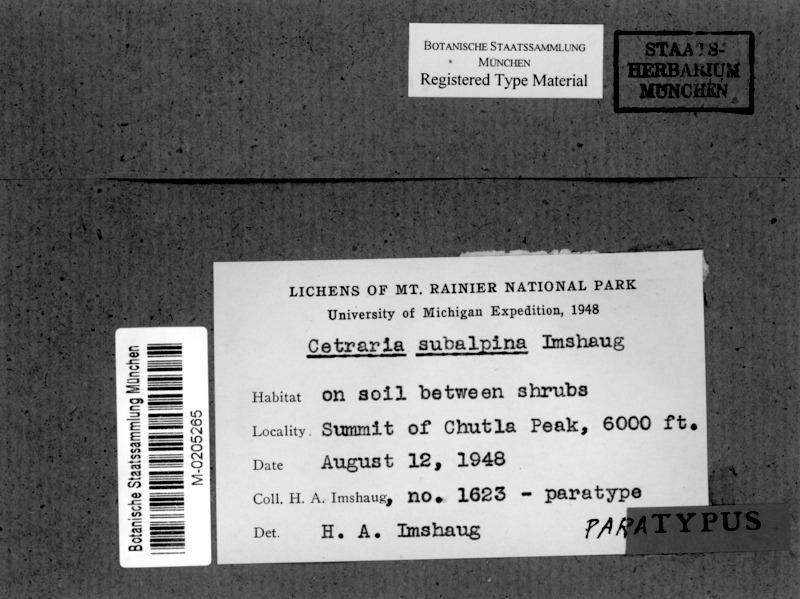 BOTANISCHE STAATSSAMMLUNG
MÜNCHEN
Registered Type Material
STAATS-
HERBARIUM
MÜNCHEN
LICHENS OF MT. RAINIER NATIONAL PARK
University of Michigan Expedition, 1948
Cetraria subalpina Imshaug
Habitat on soil between shrubs
Locality. Summit of Chutla Peak, 6000 ft.
Date August 12, 1948
Coll. H. A. Imshaug, no. 1623 - paratype
Det. H. A. Imshaug
PARATYPUS
Botanische Staatssammlung München
M-0205265